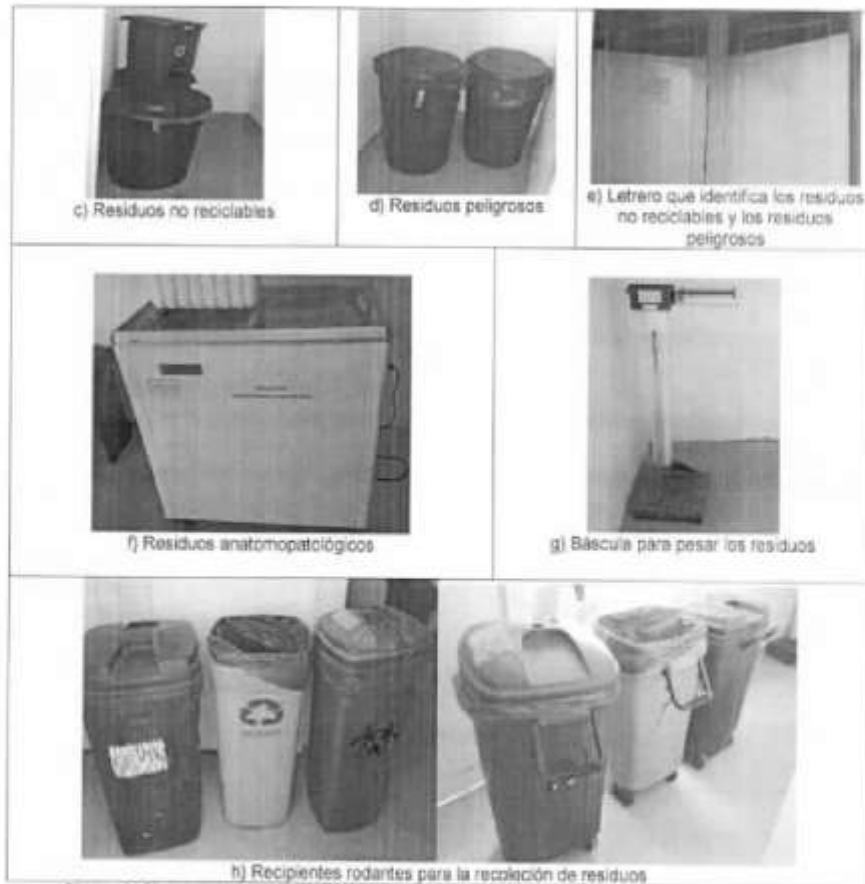 c) Residuos no reciclables
d) Residuos peligrosos
e) Letrero que identifica los residuos
no reciclables y los residuos
peligrosos
f) Residuos anatomopatológicos
g) Báscula para pesar los residuos
h) Recipientes rodantes para la recoleción de residuos